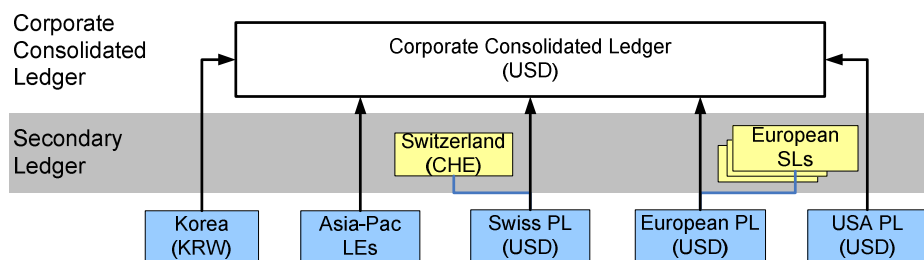 Corporate
Consolidated
Ledger
Corporate Consolidated Ledger
(USD)
Secondary
Ledger
Switzerland
(CHE)
European
SLs
Korea
(KRW)
Asia-Pac
LEs
Swiss PL
(USD)
European PL
(USD)
USA PL
(USD)